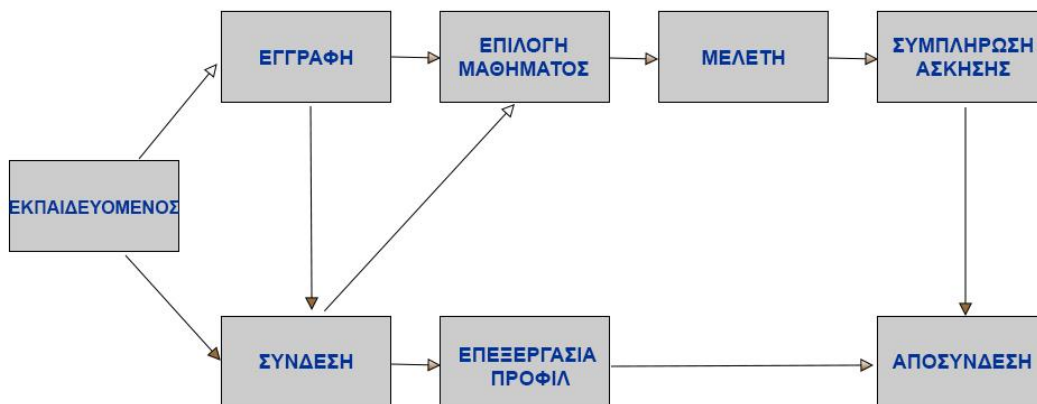 ΕΓΓΡΑΦΗ
ΕΠΙΛΟΓΗ
ΜΑΘΗΜΑΤΟΣ
ΜΕΛΕΤΗ
ΣΥΜΠΛΗΡΩΣΗ
ΑΣΚΗΣΗΣ
ΕΚΠΑΙΔΕΥΟΜΕΝΟΣ
ΣΥΝΔΕΣΗ
ΕΠΕΞΕΡΓΑΣΙΑ
ΠΡΟΦΙΛ
ΑΠΟΣΥΝΔΕΣΗ